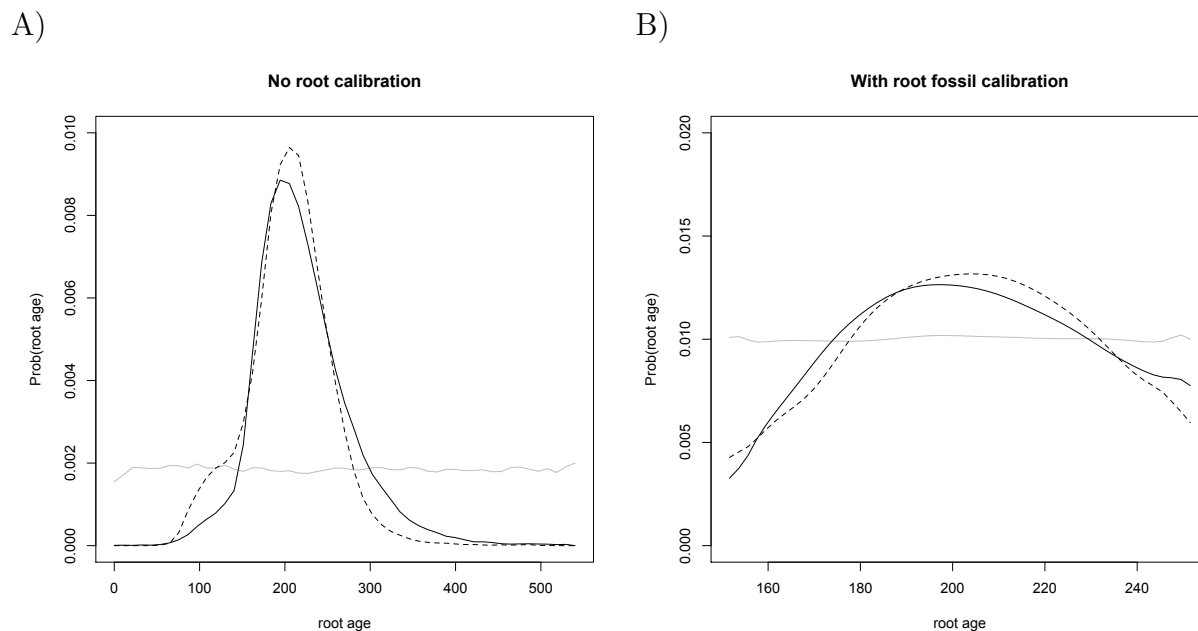 A)
B)
No root calibration
With root fossil calibration
Prob(root age)
0.000
0.002
0.004
0.006
0.008
0.010
0
100
200
300
400
500
root age
Prob(root age)
0.000
0.005
0.010
0.015
0.020
160
180
200
220
240
root age